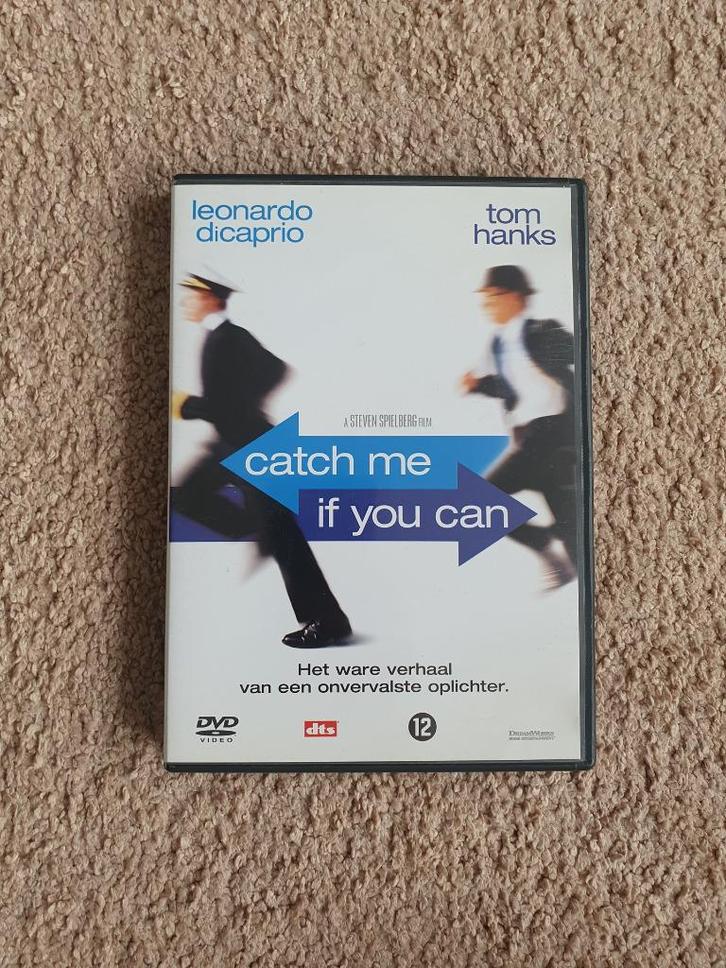 leonardo
dicaprio
tom
hanks
A STEVEN SPIELBERG FILM
catch me
if you can
Het ware verhaal
van een onvervalste oplichter.
DVD
VIDEO
dts
12
DREAMWORKS